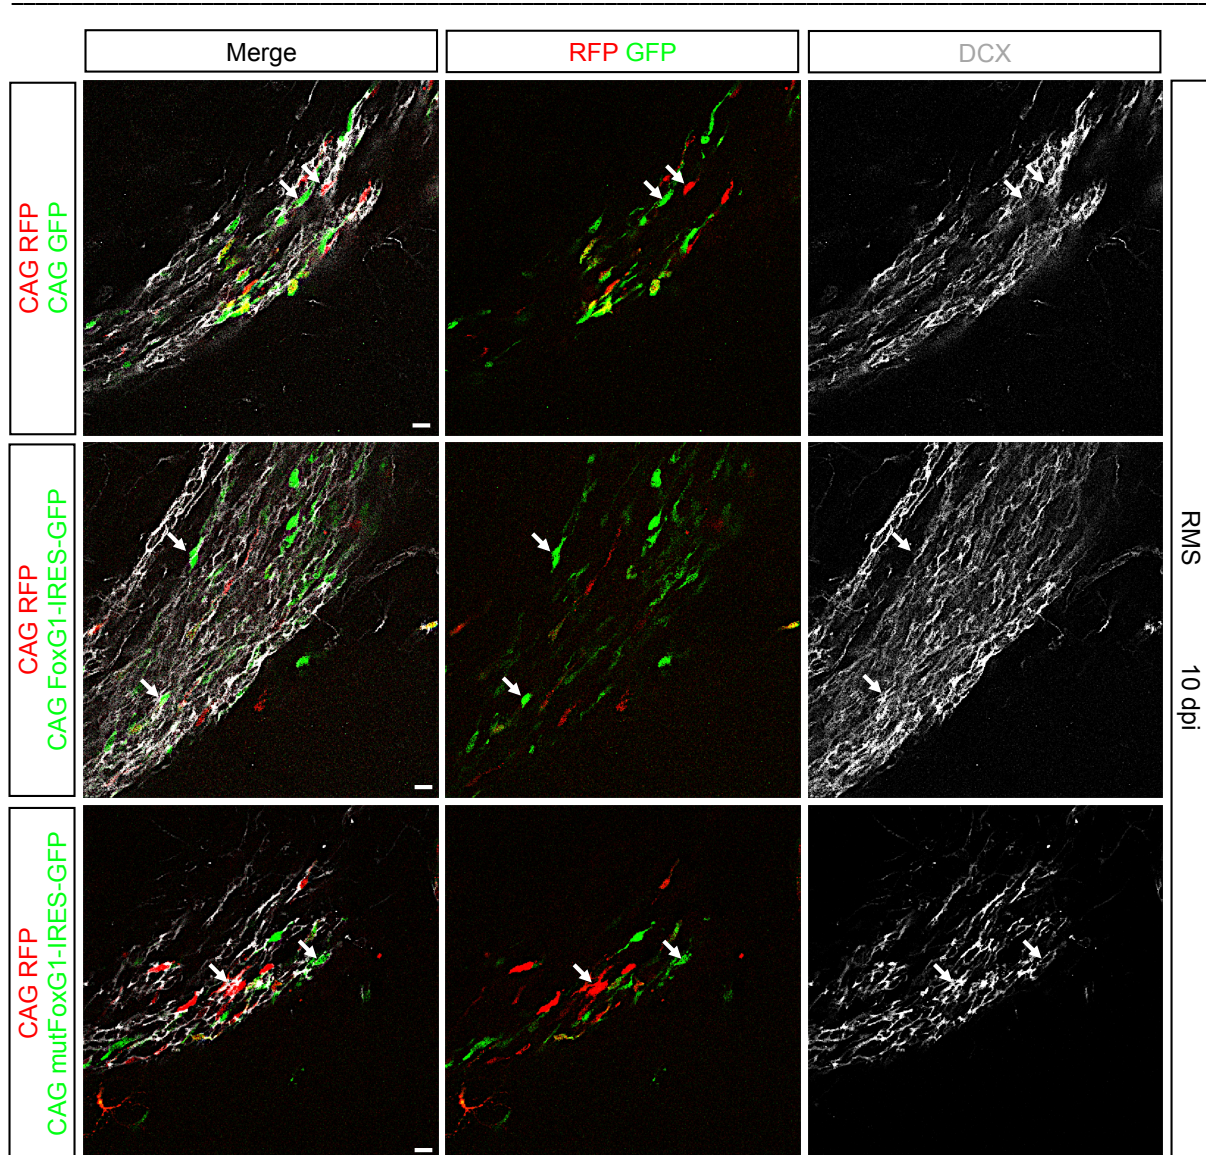 Merge
RFP GFP
DCX
CAG RFP
CAG GFP
CAG RFP
CAG FoxG1-IRES-GFP
CAG RFP
CAG mutFoxG1-IRES-GFP
RMS 10 dpi